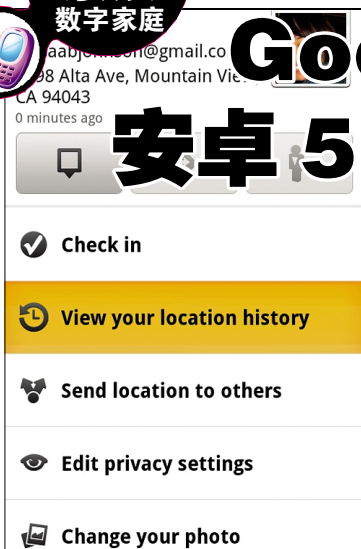 数字家庭
Goo
aabjohnson@gmail.co
98 Alta Ave, Mountain Vie
CA 94043
0 minutes ago
安卓 5
Check in
View your location history
Send location to others
Edit privacy settings
Change your photo